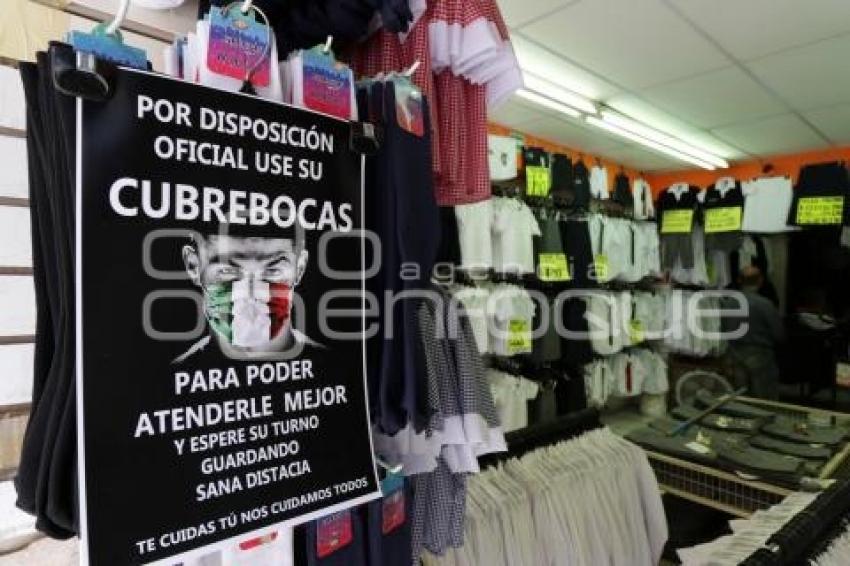 POR DISPOSICIÓN
OFICIAL USE SU
CUBREBOCAS
PARA PODER
ATENDERLE MEJOR
Y ESPERE SU TURNO
GUARDANDO
SANA DISTACIA
TE CUIDAS TÚ NOS CUIDAMOS TODOS
agencia
enfoque